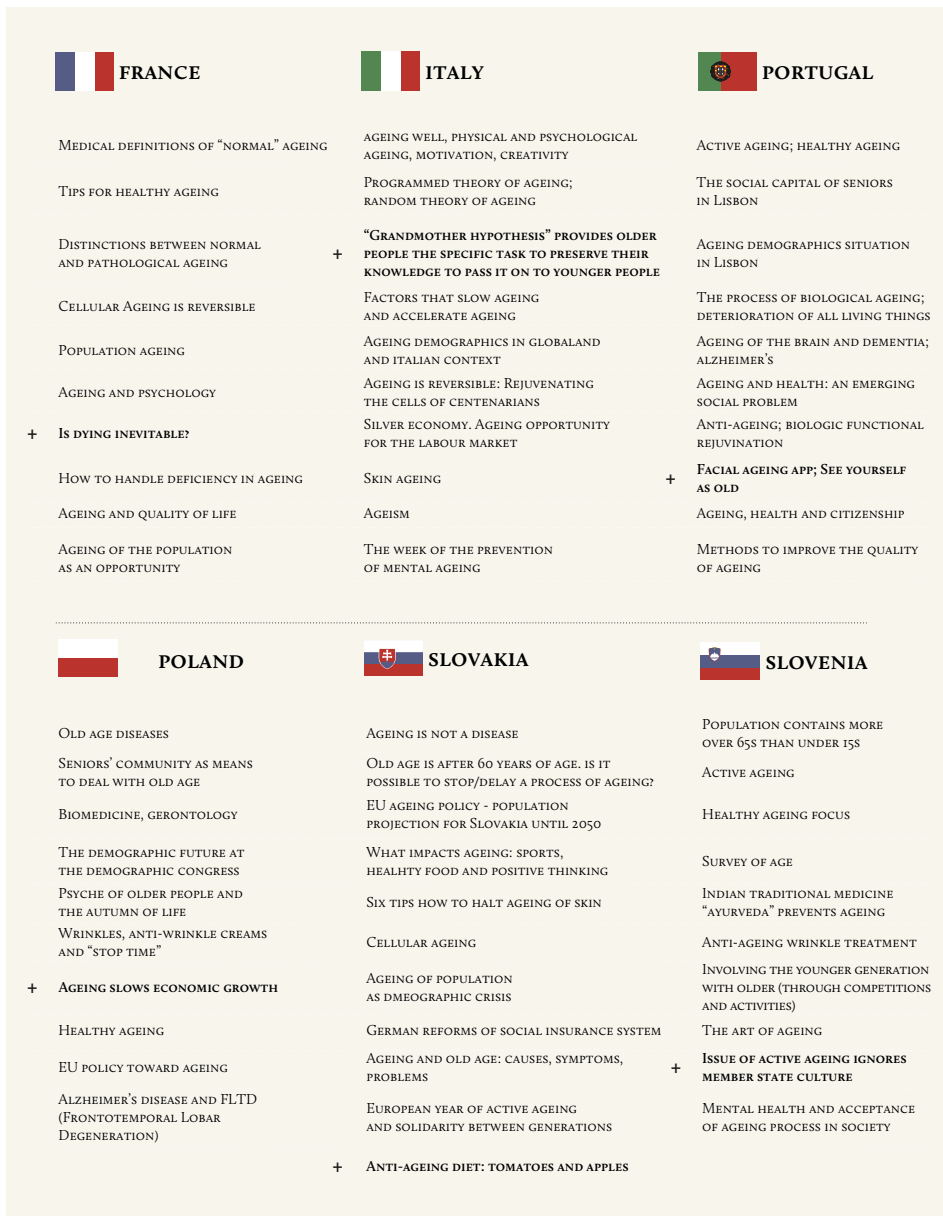 FRANCE
Medical definitions of “normal” ageing
Tips for healthy ageing
Distinctions between normal
and pathological ageing
Cellular Ageing is reversible
Population ageing
Ageing and psychology
+ Is dying inevitable?
How to handle deficiency in ageing
Ageing and quality of life
Ageing of the population
as an opportunity
ITALY
ageing well, physical and psychological
ageing, motivation, creativity
Programmed theory of ageing;
random theory of ageing
+ “Grandmother hypothesis” provides older
people the specific task to preserve their
knowledge to pass it on to younger people
Factors that slow ageing
and accelerate ageing
Ageing demographics in globaland
and italian context
Ageing is reversible: Rejuvenating
the cells of centenarians
Silver economy. Ageing opportunity
for the labour market
Skin ageing
Ageism
The week of the prevention
of mental ageing
PORTUGAL
Active ageing; healthy ageing
The social capital of seniors
in Lisbon
Ageing demographics situation
in Lisbon
The process of biological ageing;
deterioration of all living things
Ageing of the brain and dementia;
alzheimer’s
Ageing and health: an emerging
social problem
Anti-ageing; biologic functional
rejuvination
+ Facial ageing app; See yourself
as old
Ageing, health and citizenship
Methods to improve the quality
of ageing
POLAND
Old age diseases
Seniors’ community as means
to deal with old age
Biomedicine, gerontology
The demographic future at
the demographic congress
Psyche of older people and
the autumn of life
Wrinkles, anti-wrinkle creams
and “stop time”
+ Ageing slows economic growth
Healthy ageing
EU policy toward ageing
Alzheimer’s disease and FLTD
(Frontotemporal Lobar
Degeneration)
SLOVAKIA
Ageing is not a disease
Old age is after 60 years of age. is it
possible to stop/delay a process of ageing?
EU ageing policy - population
projection for Slovakia until 2050
What impacts ageing: sports,
healhty food and positive thinking
Six tips how to halt ageing of skin
Cellular ageing
Ageing of population
as dmeographic crisis
German reforms of social insurance system
Ageing and old age: causes, symptoms,
problems
European year of active ageing
and solidarity between generations
+ Anti-ageing diet: tomatoes and apples
SLOVENIA
Population contains more
over 65s than under 15s
Active ageing
Healthy ageing focus
Survey of age
Indian traditional medicine
“ayurveda” prevents ageing
Anti-ageing wrinkle treatment
Involving the younger generation
with older (through competitions
and activities)
The art of ageing
+ Issue of active ageing ignores
member state culture
Mental health and acceptance
of ageing process in society